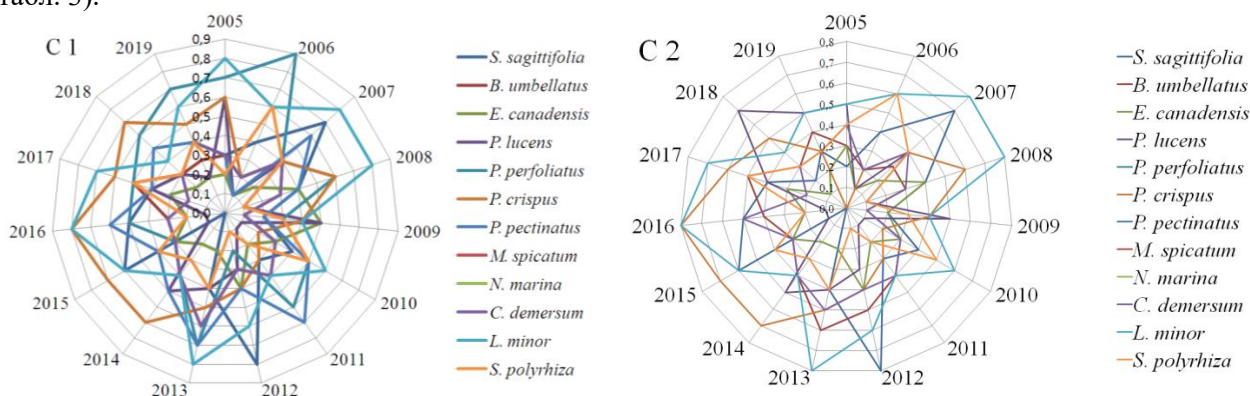 табл. 3).
С 1
2005
2006
2007
2008
2009
2010
2011
2012
2013
2014
2015
2016
2017
2018
2019
0,9
0,8
0,7
0,6
0,5
0,4
0,3
0,2
0,1
0,0
S. sagittifolia
B. umbellatus
E. canadensis
P. lucens
P. perfoliatus
P. crispus
P. pectinatus
M. spicatum
N. marina
C. demersum
L. minor
S. polyrhiza
С 2
2005
2006
2007
2008
2009
2010
2011
2012
2013
2014
2015
2016
2017
2018
2019
0,8
0,7
0,6
0,5
0,4
0,3
0,2
0,1
0,0
S. sagittifolia
B. umbellatus
E. canadensis
P. lucens
P. perfoliatus
P. crispus
P. pectinatus
M. spicatum
N. marina
C. demersum
L. minor
S. polyrhiza